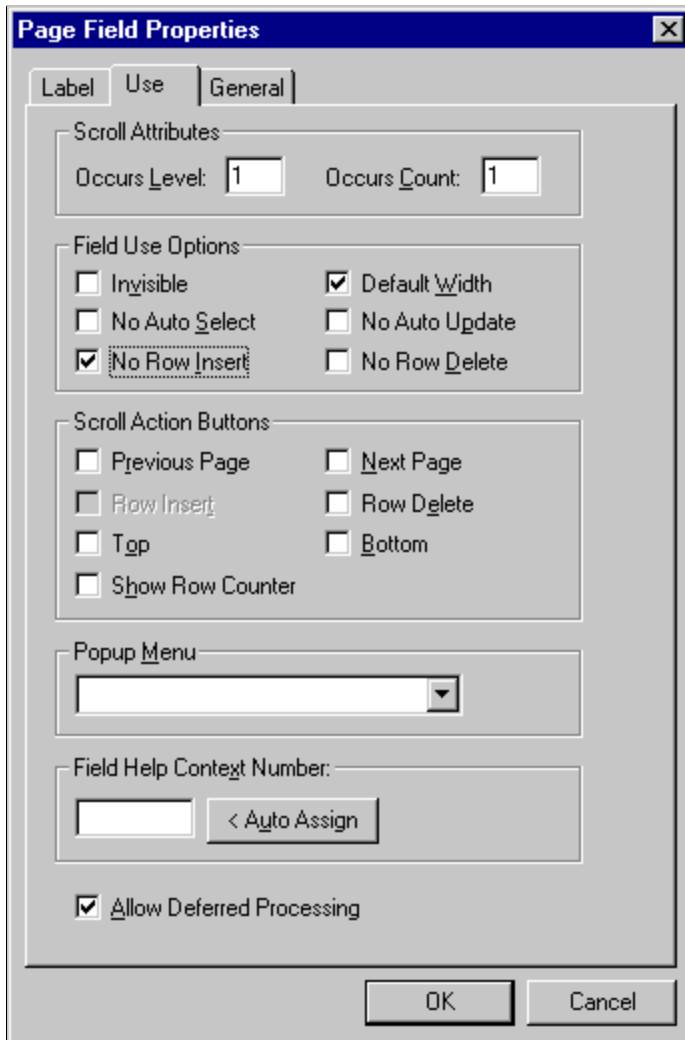 Page Field Properties
Label Use General
Scroll Attributes
Occurs Level: 1 Occurs Count: 1
Field Use Options
Invisible Default Width
No Auto Select No Auto Update
No Row Insert No Row Delete
Scroll Action Buttons
Previous Page Next Page
Row Insert Row Delete
Top Bottom
Show Row Counter
Popup Menu
Field Help Context Number:
< Auto Assign
Allow Deferred Processing
OK Cancel